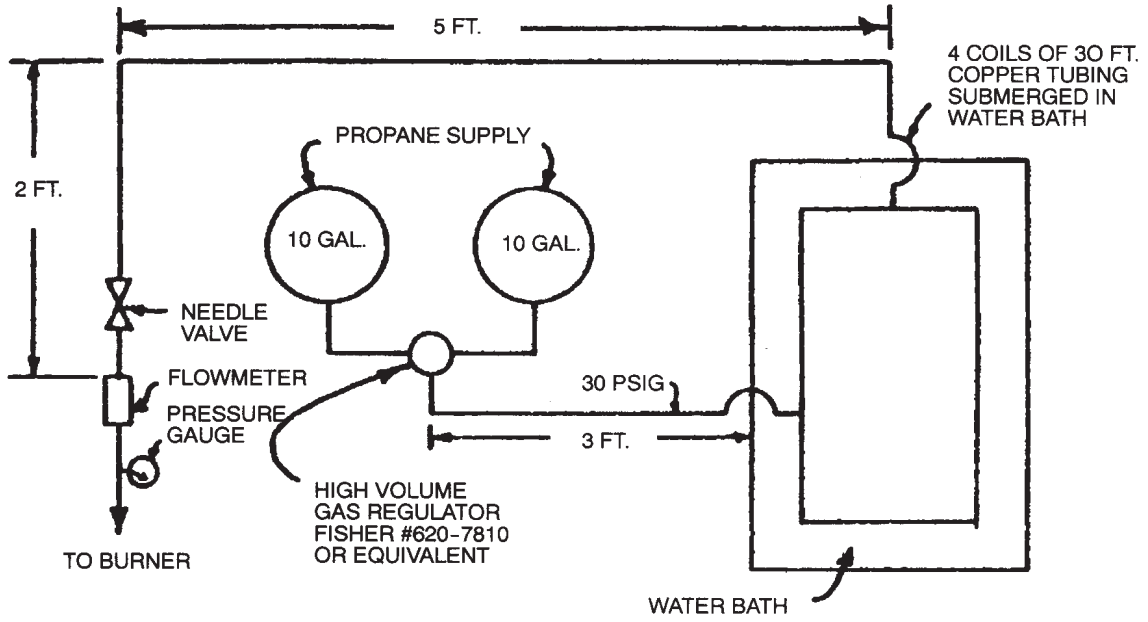 5 FT.
4 COILS OF 30 FT.
COPPER TUBING
SUBMERGED IN
WATER BATH
PROPANE SUPPLY
2 FT.
10 GAL.
10 GAL.
NEEDLE
VALVE
FLOWMETER
30 PSIG
PRESSURE
GAUGE
3 FT.
HIGH VOLUME
GAS REGULATOR
FISHER #620-7810
OR EQUIVALENT
TO BURNER
WATER BATH